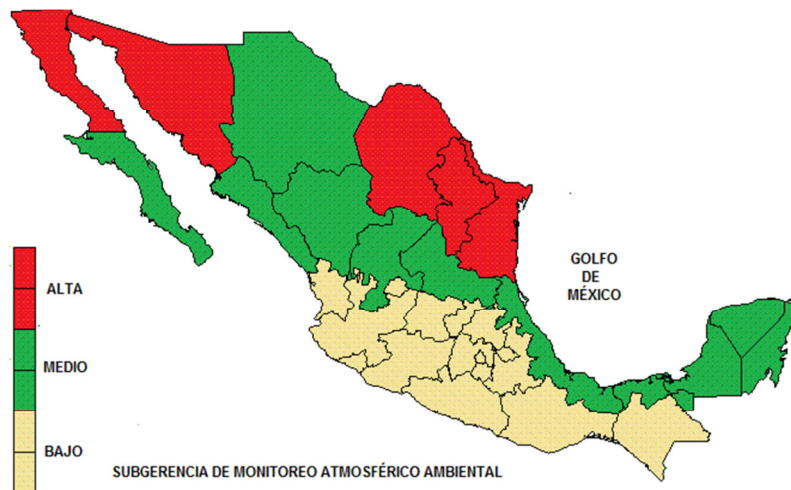 GOLFO
DE
MÉXICO
ALTA
MEDIO
BAJO
SUBGERENCIA DE MONITOREO ATMOSFÉRICO AMBIENTAL